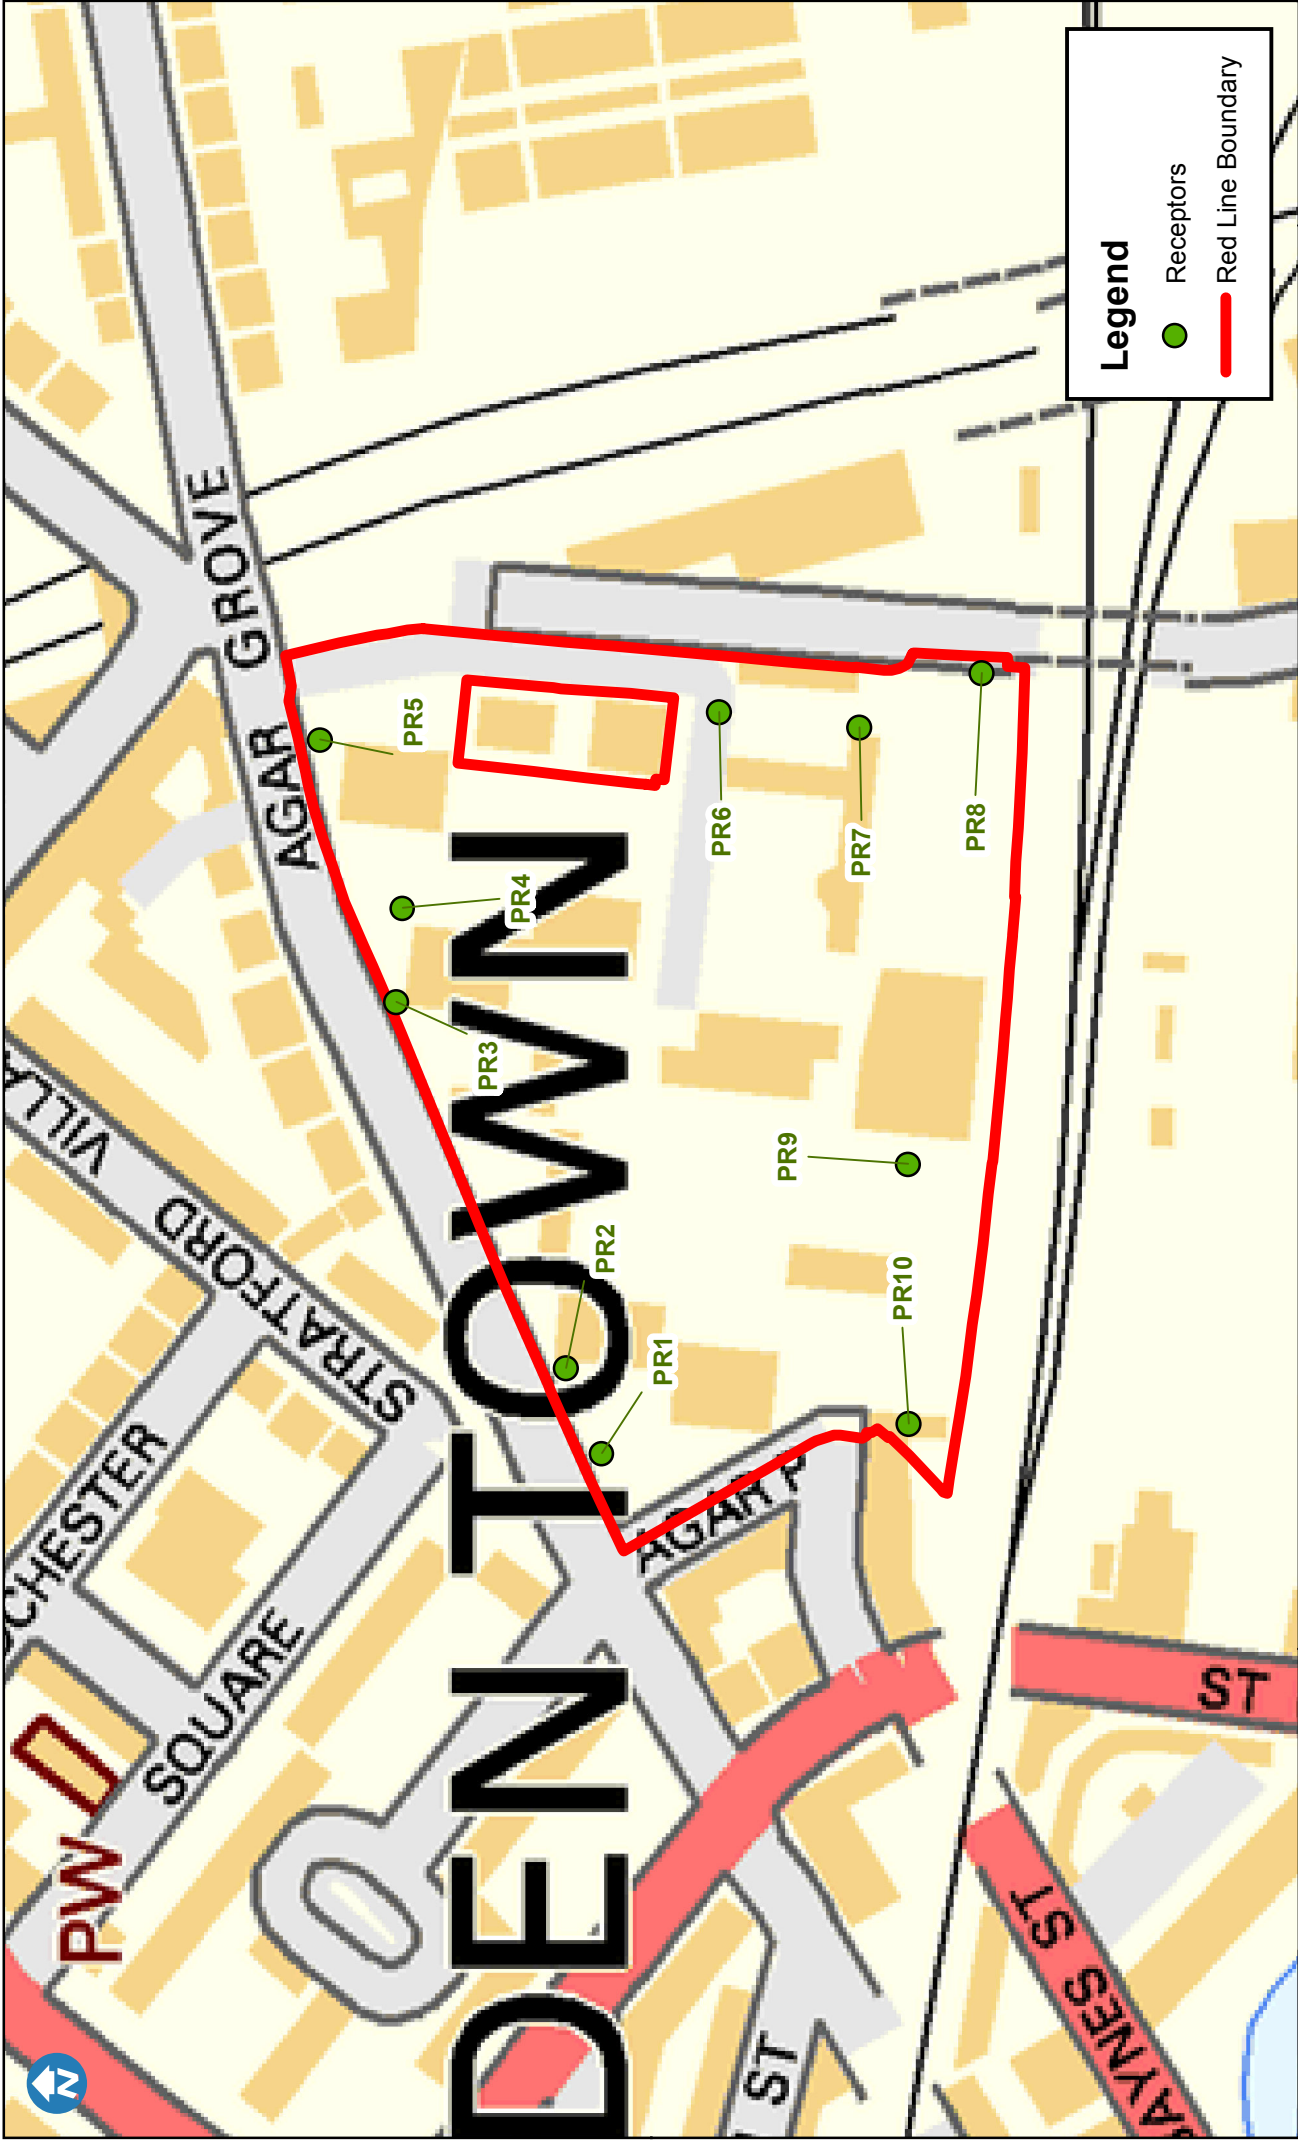 N
PW
CHESTER
SQUARE
STRATFORD
VILLA
AGAR GROVE
DEN TOWN
AGAR P
ST
AYNES ST
ST
PR1
PR2
PR3
PR4
PR5
PR6
PR7
PR8
PR9
PR10
Legend
Receptors
Red Line Boundary